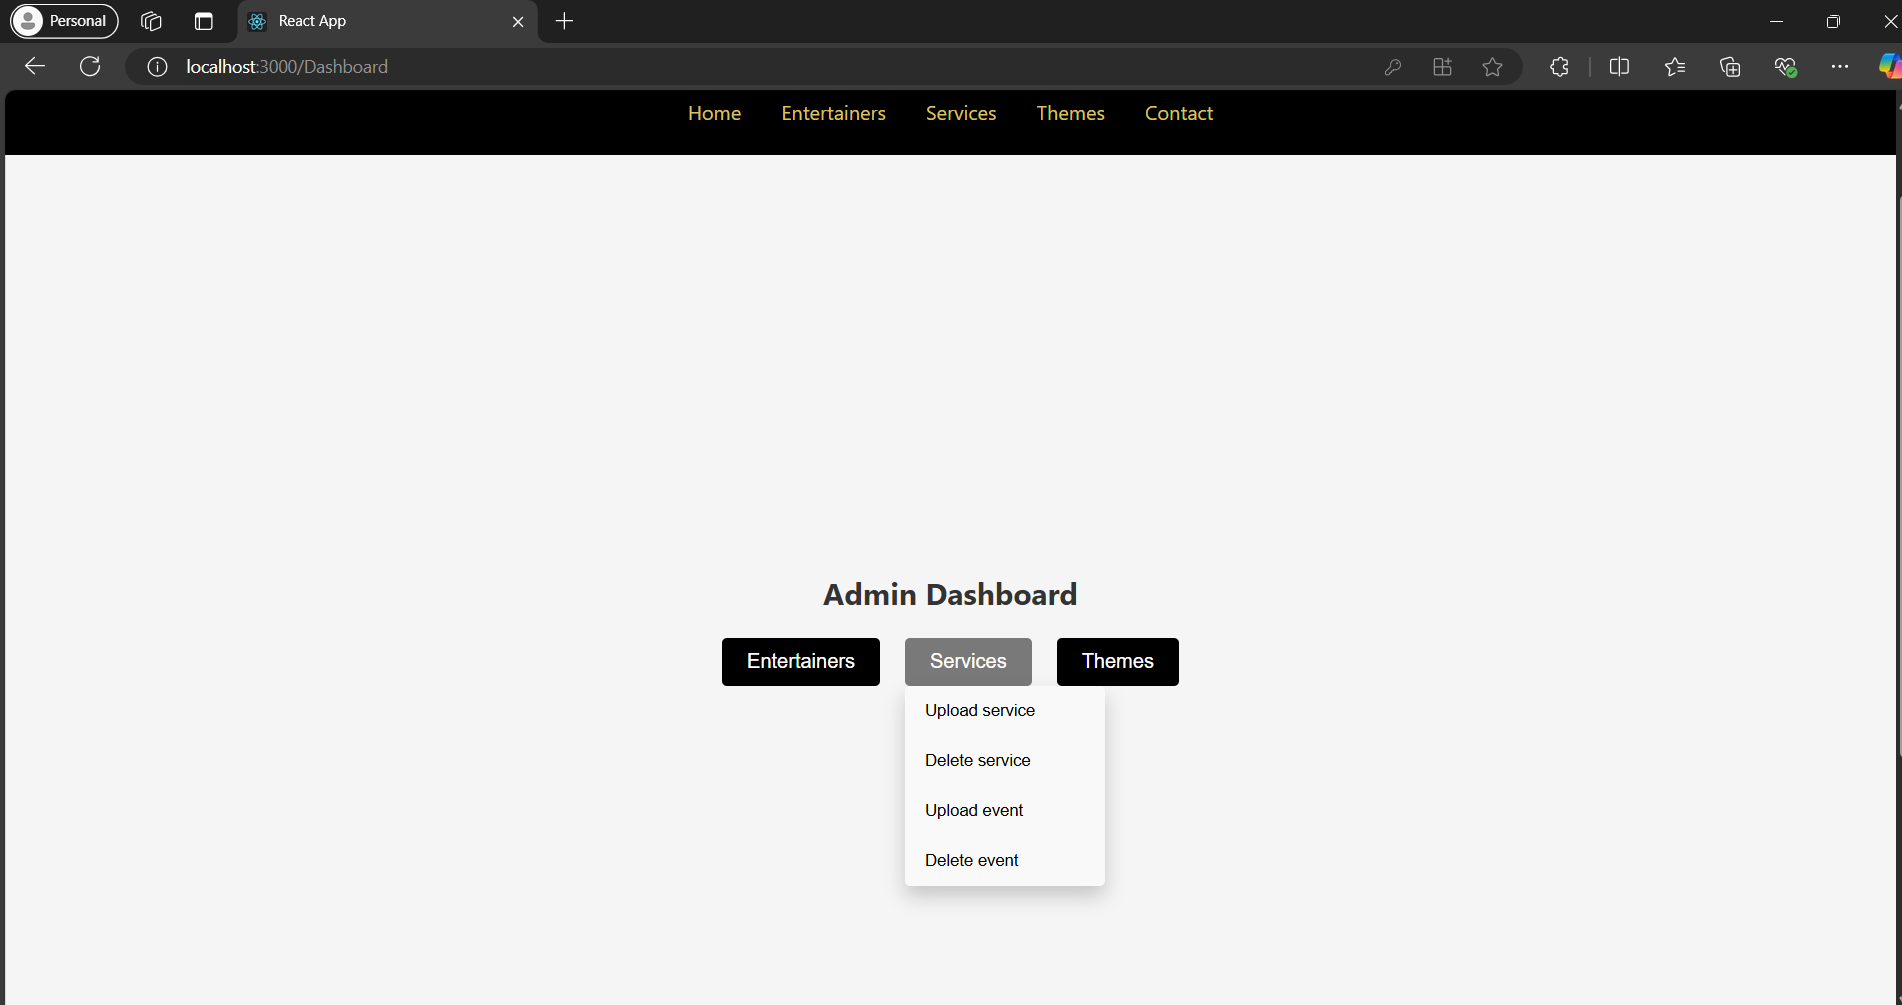 Personal
React App
localhost:3000/Dashboard
Home Entertainers Services Themes Contact
Admin Dashboard
Entertainers Services Themes
Upload service
Delete service
Upload event
Delete event